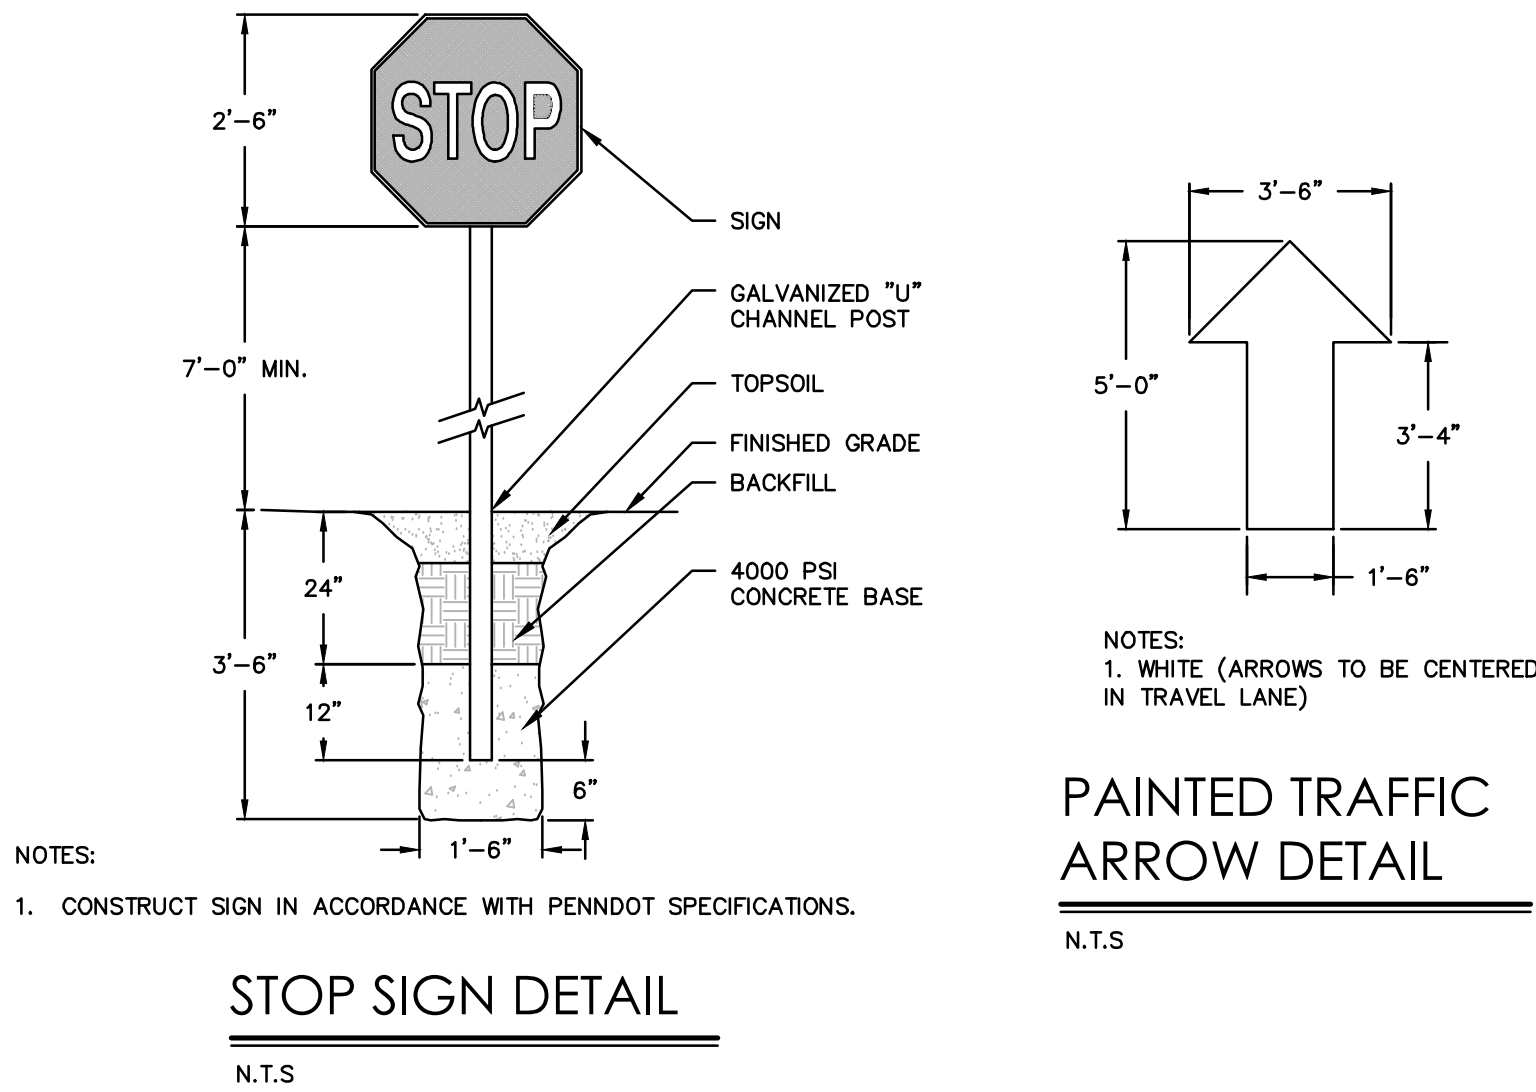 STOP
2'-6"
SIGN
GALVANIZED "U"
CHANNEL POST
7'-0" MIN.
TOPSOIL
FINISHED GRADE
BACKFILL
24"
4000 PSI
CONCRETE BASE
3'-6"
12"
6"
1'-6"
NOTES:
1. CONSTRUCT SIGN IN ACCORDANCE WITH PENNDOT SPECIFICATIONS.
STOP SIGN DETAIL
N.T.S
3'-6"
5'-0"
3'-4"
1'-6"
NOTES:
1. WHITE (ARROWS TO BE CENTERED
IN TRAVEL LANE)
PAINTED TRAFFIC
ARROW DETAIL
N.T.S